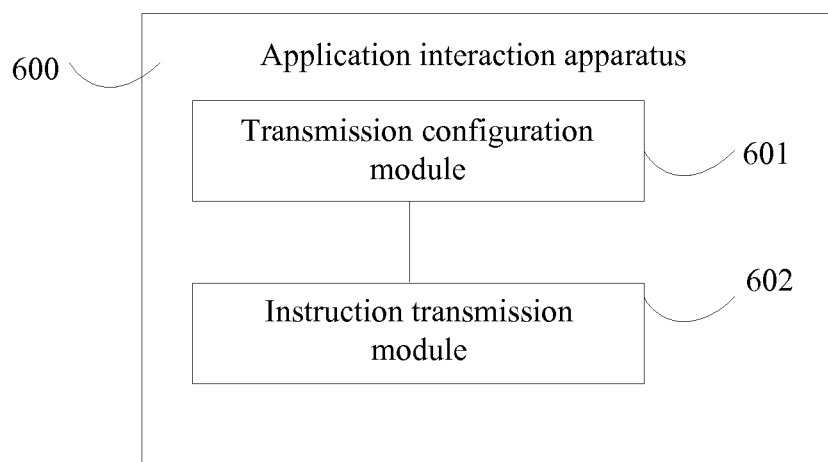 600
Application interaction apparatus
Transmission configuration
module
601
Instruction transmission
module
602